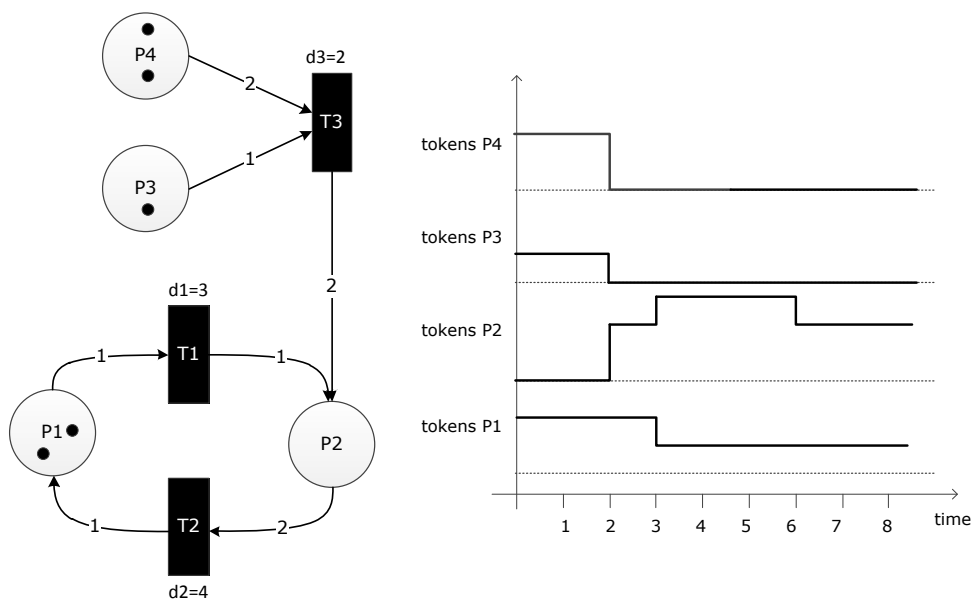 P4
2
d3=2
T3
P3
1
2
d1=3
1
T1
1
P1
P2
1
T2
2
d2=4
tokens P4
tokens P3
tokens P2
tokens P1
1 2 3 4 5 6 7 8
time